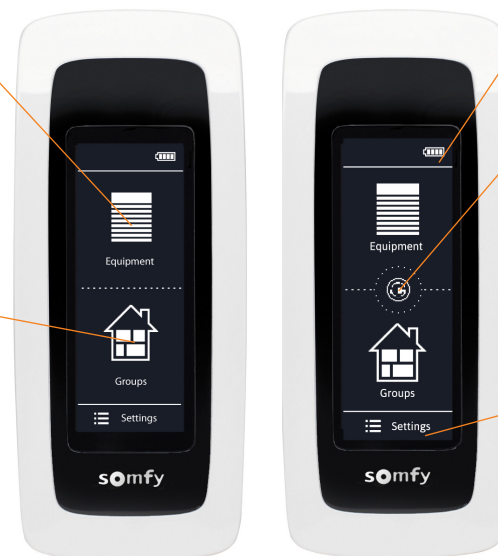 Equipment
Groups
Settings
somfy
Equipment
Groups
Settings
somfy